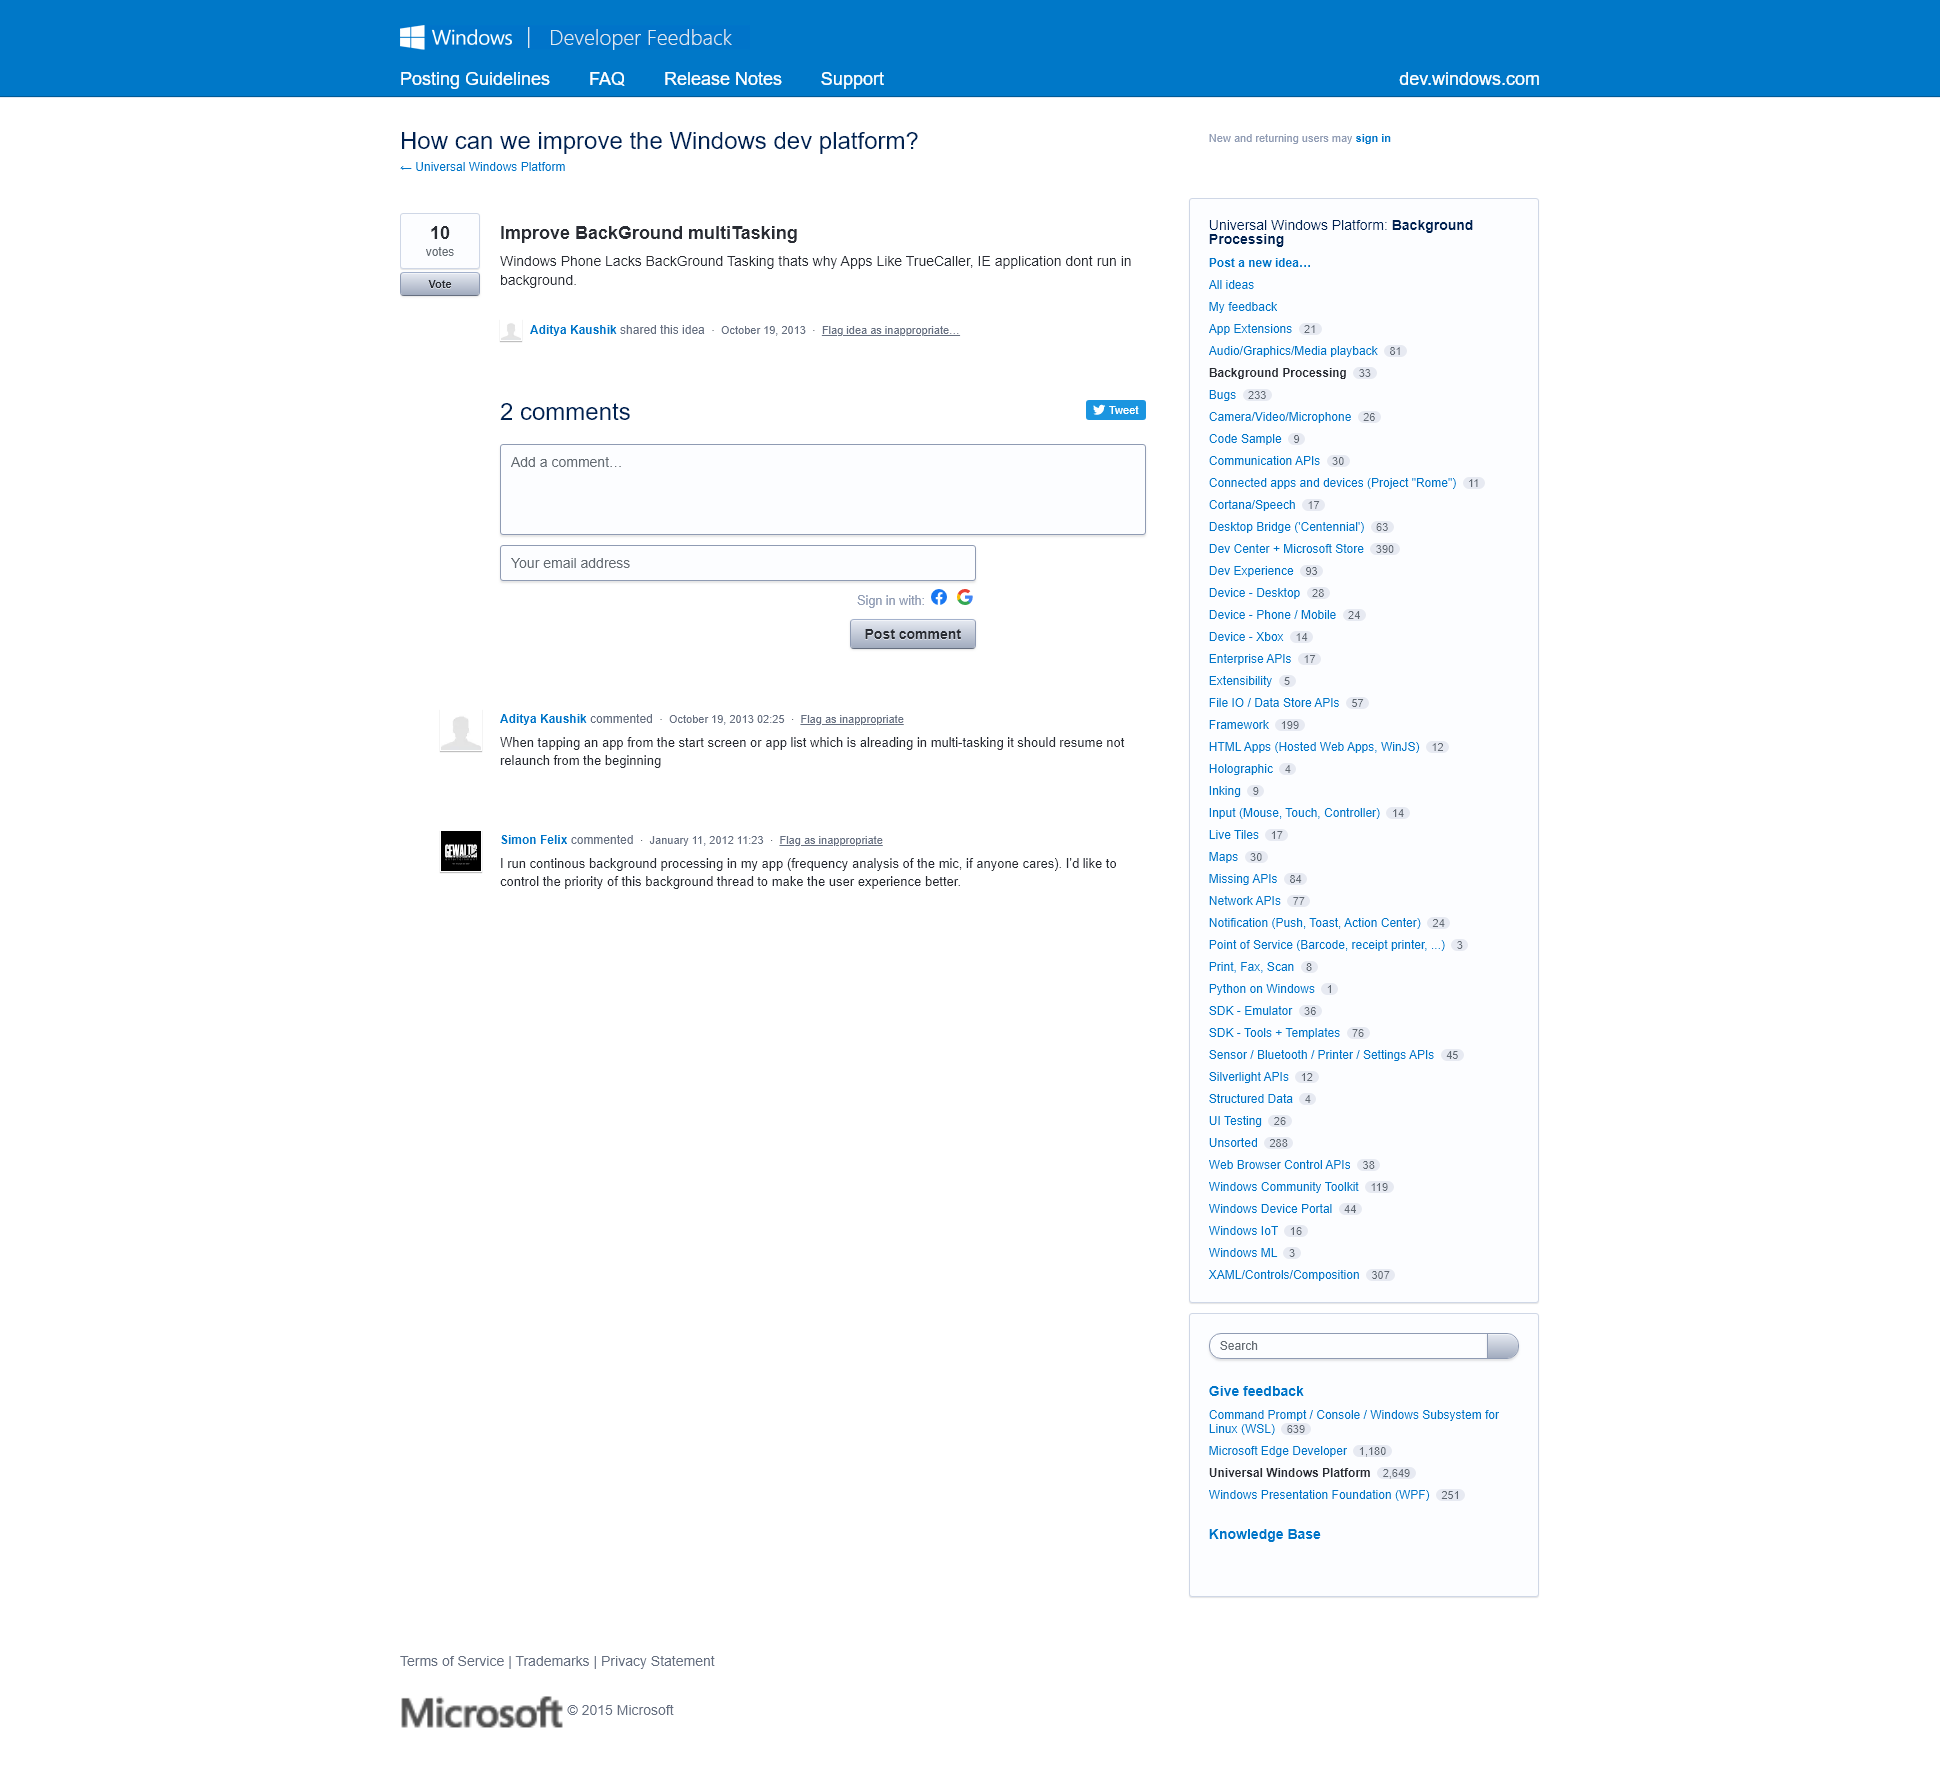 Windows | Developer Feedback
Posting Guidelines FAQ Release Notes Support dev.windows.com
How can we improve the Windows dev platform?
← Universal Windows Platform
New and returning users may sign in
10
votes
Vote
Improve BackGround multiTasking
Windows Phone Lacks BackGround Tasking thats why Apps Like TrueCaller, IE application dont run in
background.
Aditya Kaushik shared this idea · October 19, 2013 · Flag idea as inappropriate…
2 comments
Tweet
Add a comment…
Your email address
Sign in with:
Post comment
Aditya Kaushik commented · October 19, 2013 02:25 · Flag as inappropriate
When tapping an app from the start screen or app list which is alreading in multi-tasking it should resume not
relaunch from the beginning
GEWALTIG
Simon Felix commented · January 11, 2012 11:23 · Flag as inappropriate
I run continous background processing in my app (frequency analysis of the mic, if anyone cares). I'd like to
control the priority of this background thread to make the user experience better.
Universal Windows Platform: Background
Processing
Post a new idea…
All ideas
My feedback
App Extensions 21
Audio/Graphics/Media playback 81
Background Processing 33
Bugs 233
Camera/Video/Microphone 26
Code Sample 9
Communication APIs 30
Connected apps and devices (Project "Rome") 11
Cortana/Speech 17
Desktop Bridge ('Centennial') 63
Dev Center + Microsoft Store 390
Dev Experience 93
Device - Desktop 28
Device - Phone / Mobile 24
Device - Xbox 14
Enterprise APIs 17
Extensibility 5
File IO / Data Store APIs 57
Framework 199
HTML Apps (Hosted Web Apps, WinJS) 12
Holographic 4
Inking 9
Input (Mouse, Touch, Controller) 14
Live Tiles 17
Maps 30
Missing APIs 84
Network APIs 77
Notification (Push, Toast, Action Center) 24
Point of Service (Barcode, receipt printer, ...) 3
Print, Fax, Scan 8
Python on Windows 1
SDK - Emulator 36
SDK - Tools + Templates 76
Sensor / Bluetooth / Printer / Settings APIs 45
Silverlight APIs 12
Structured Data 4
UI Testing 26
Unsorted 288
Web Browser Control APIs 38
Windows Community Toolkit 119
Windows Device Portal 44
Windows IoT 16
Windows ML 3
XAML/Controls/Composition 307
Search
Give feedback
Command Prompt / Console / Windows Subsystem for
Linux (WSL) 639
Microsoft Edge Developer 1,180
Universal Windows Platform 2,649
Windows Presentation Foundation (WPF) 251
Knowledge Base
Terms of Service | Trademarks | Privacy Statement
Microsoft © 2015 Microsoft